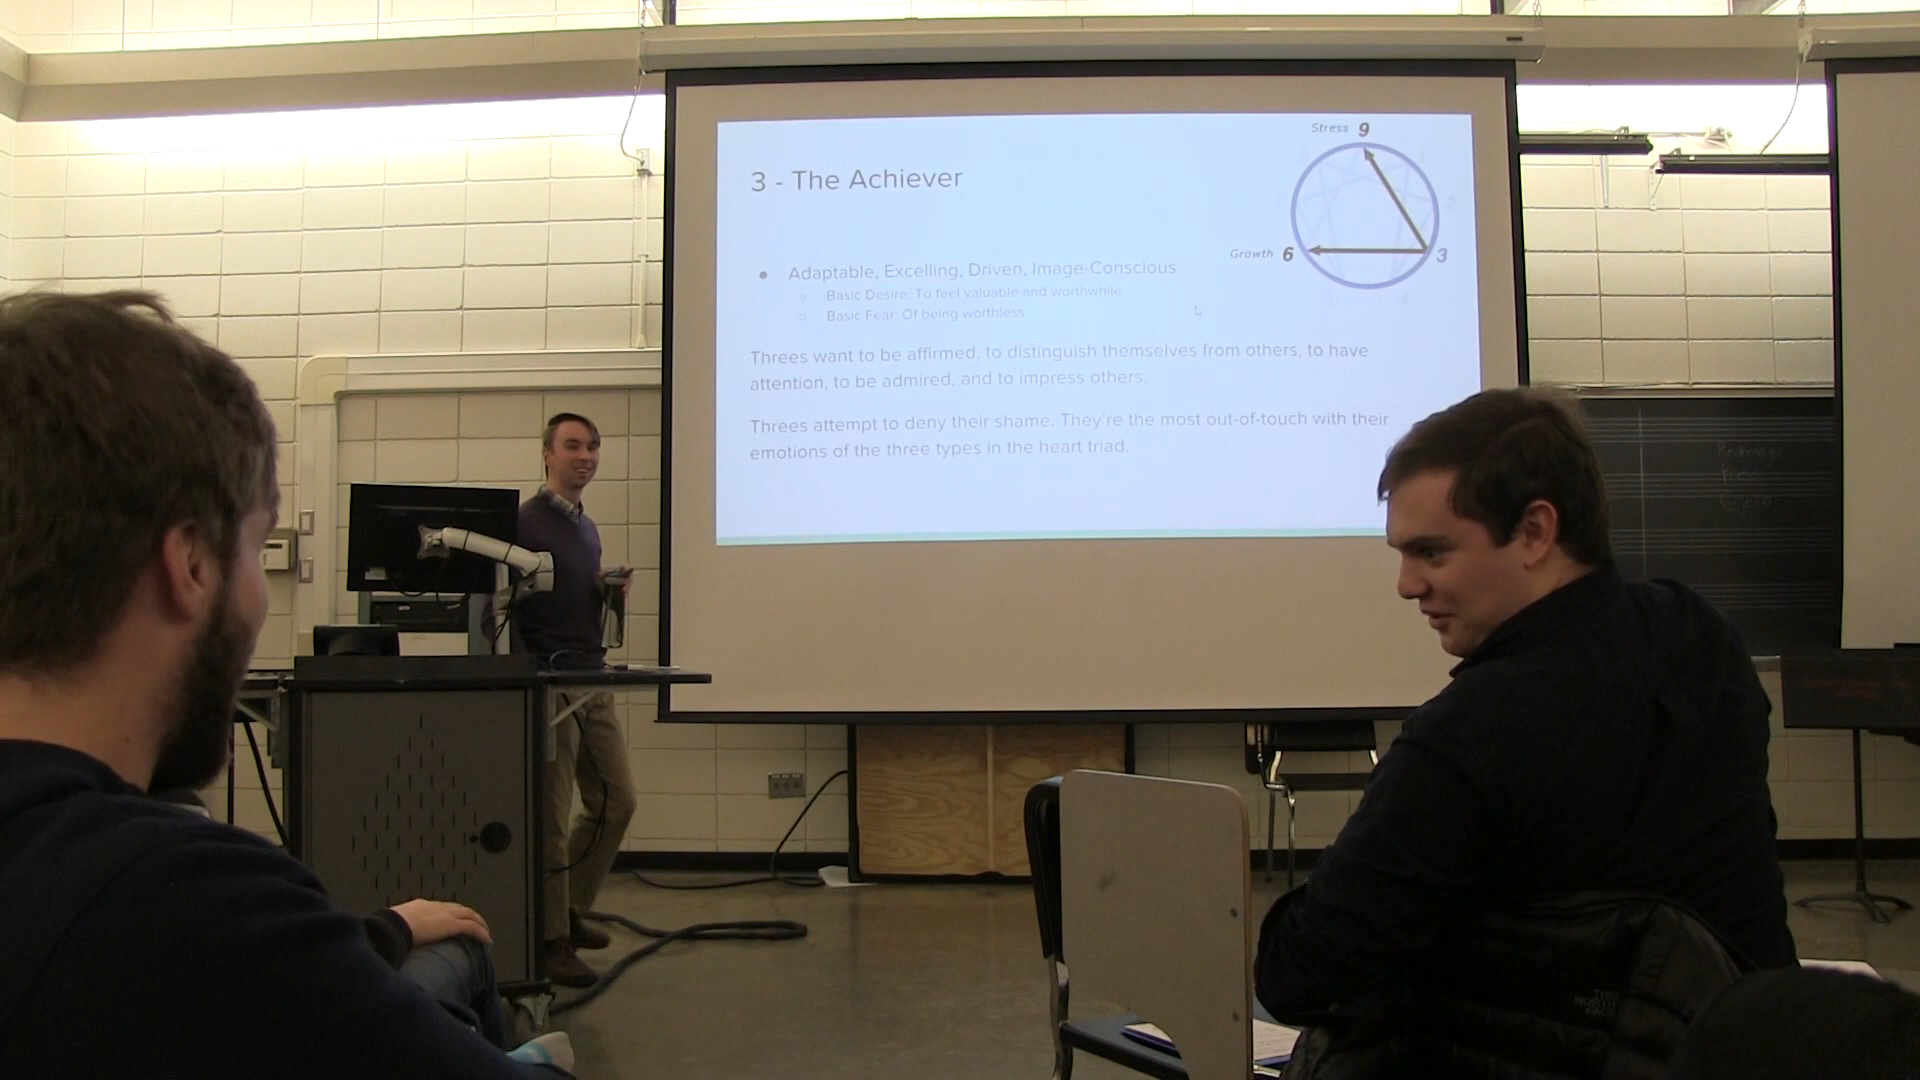 Stress 9
3 - The Achiever
Growth 6
3
Adaptable, Excelling, Driven, Image-Conscious
Basic Desire: To feel valuable and worthwhile
Basic Fear: Of being worthless
Threes want to be affirmed, to distinguish themselves from others, to have
attention, to be admired, and to impress others.
Threes attempt to deny their shame. They're the most out-of-touch with their
emotions of the three types in the heart triad.
THE
NORTH
FACE